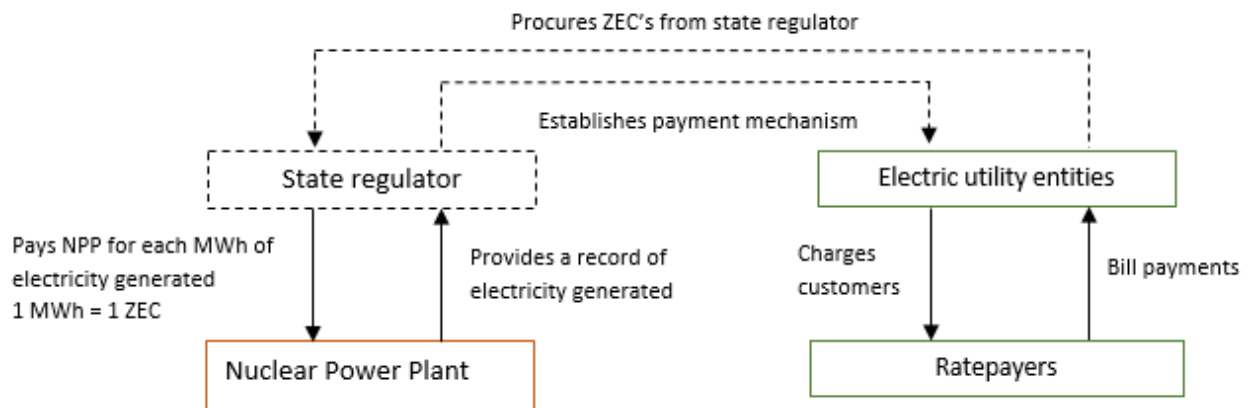 Procures ZEC's from state regulator
Establishes payment mechanism
State regulator
Electric utility entities
Pays NPP for each MWh of
electricity generated
1 MWh = 1 ZEC
Provides a record of
electricity generated
Charges
customers
Bill payments
Nuclear Power Plant
Ratepayers